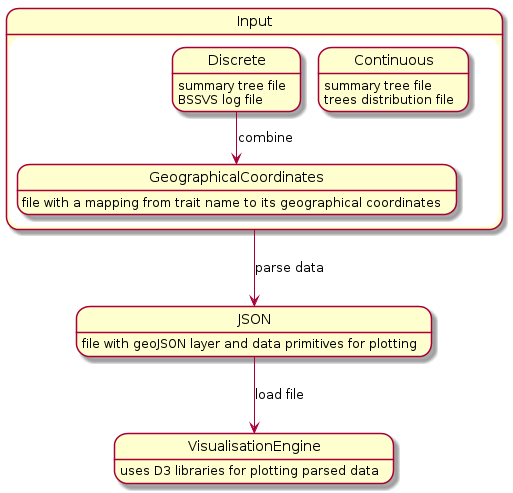 Input
Discrete
summary tree file
BSSVS log file
Continuous
summary tree file
trees distribution file
combine
GeographicalCoordinates
file with a mapping from trait name to its geographical coordinates
parse data
JSON
file with geoJSON layer and data primitives for plotting
load file
VisualisationEngine
uses D3 libraries for plotting parsed data